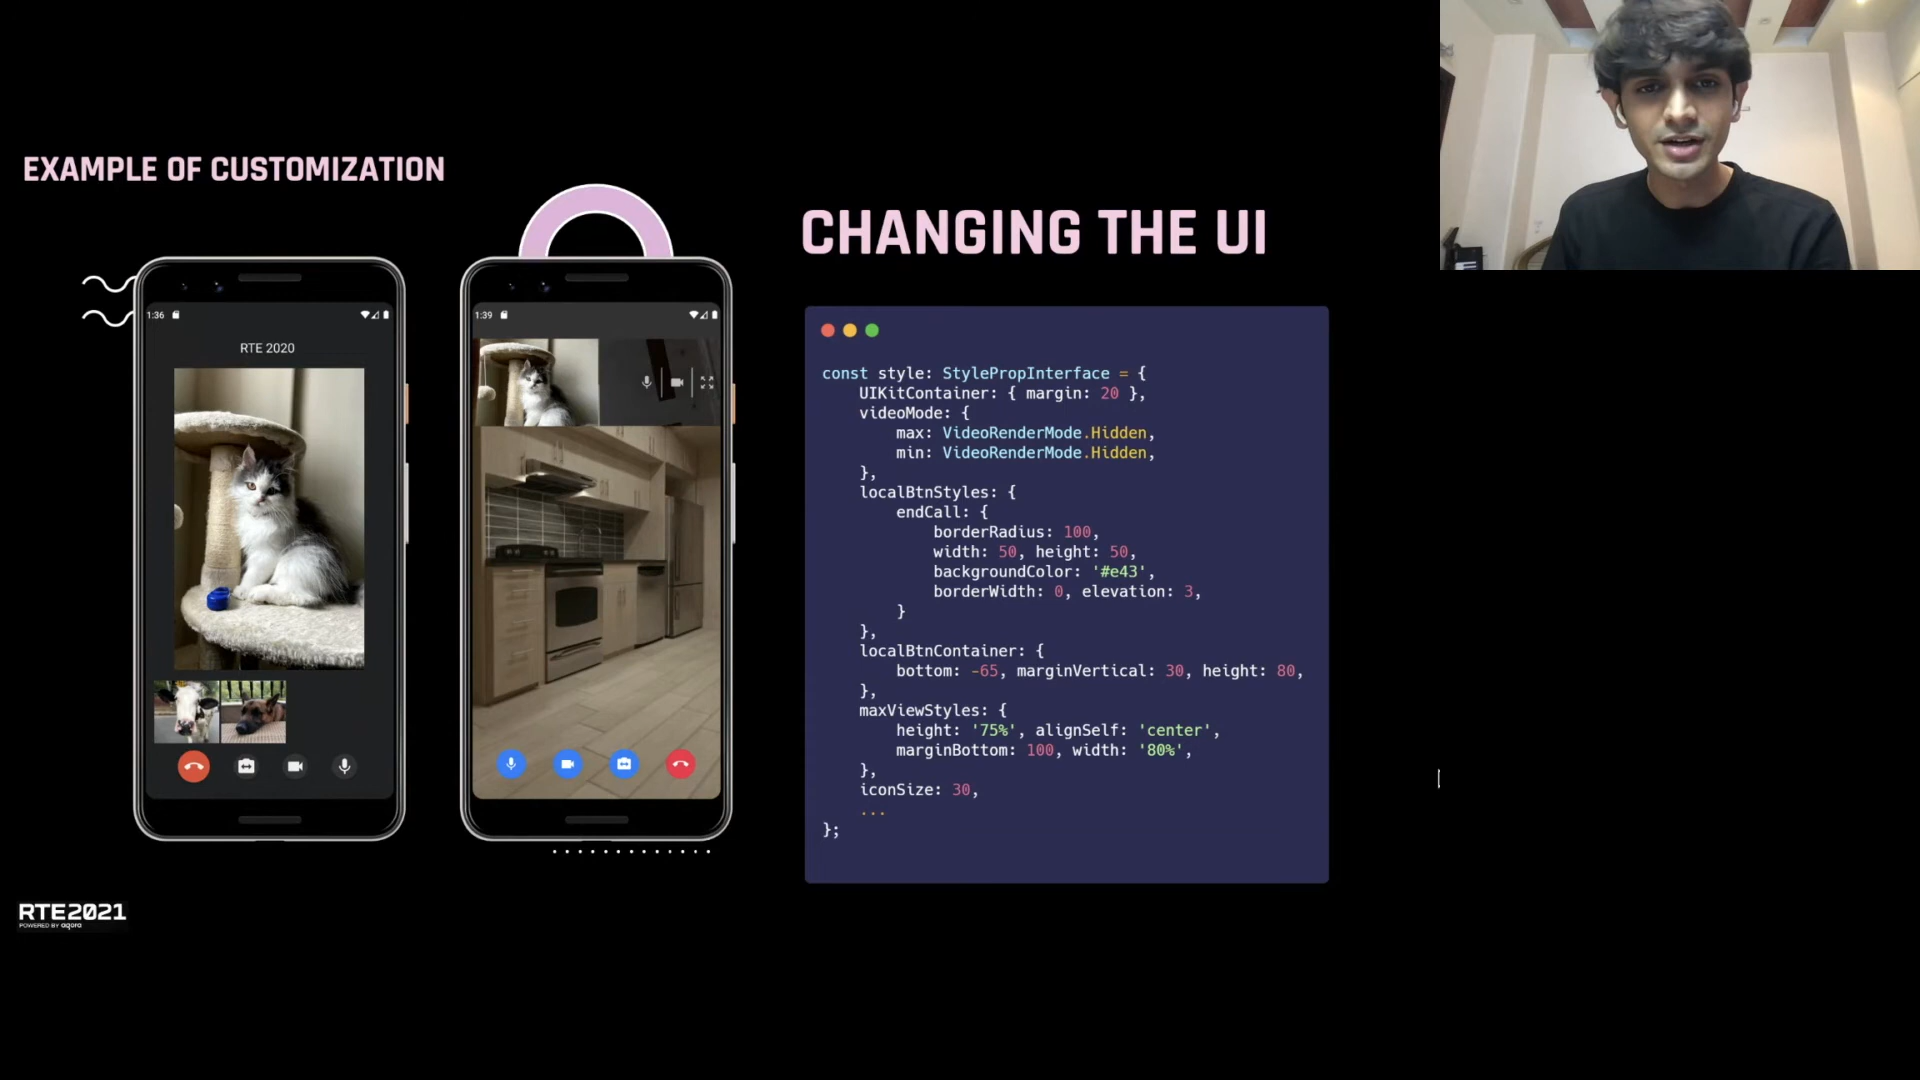 EXAMPLE OF CUSTOMIZATION
1:36
RTE 2020
1:39
CHANGING THE UI
const style: StylePropInterface = {
UIKitContainer: { margin: 20 },
videoMode: {
max: VideoRenderMode.Hidden,
min: VideoRenderMode.Hidden,
},
localBtnStyles: {
endCall: {
borderRadius: 100,
width: 50, height: 50,
backgroundColor: '#e43',
borderWidth: 0, elevation: 3,
}
},
localBtnContainer: {
bottom: -65, marginVertical: 30, height: 80,
},
maxViewStyles: {
height: '75%', alignSelf: 'center',
marginBottom: 100, width: '80%',
},
iconSize: 30,
...
};
RTE2021
POWERED BY agora